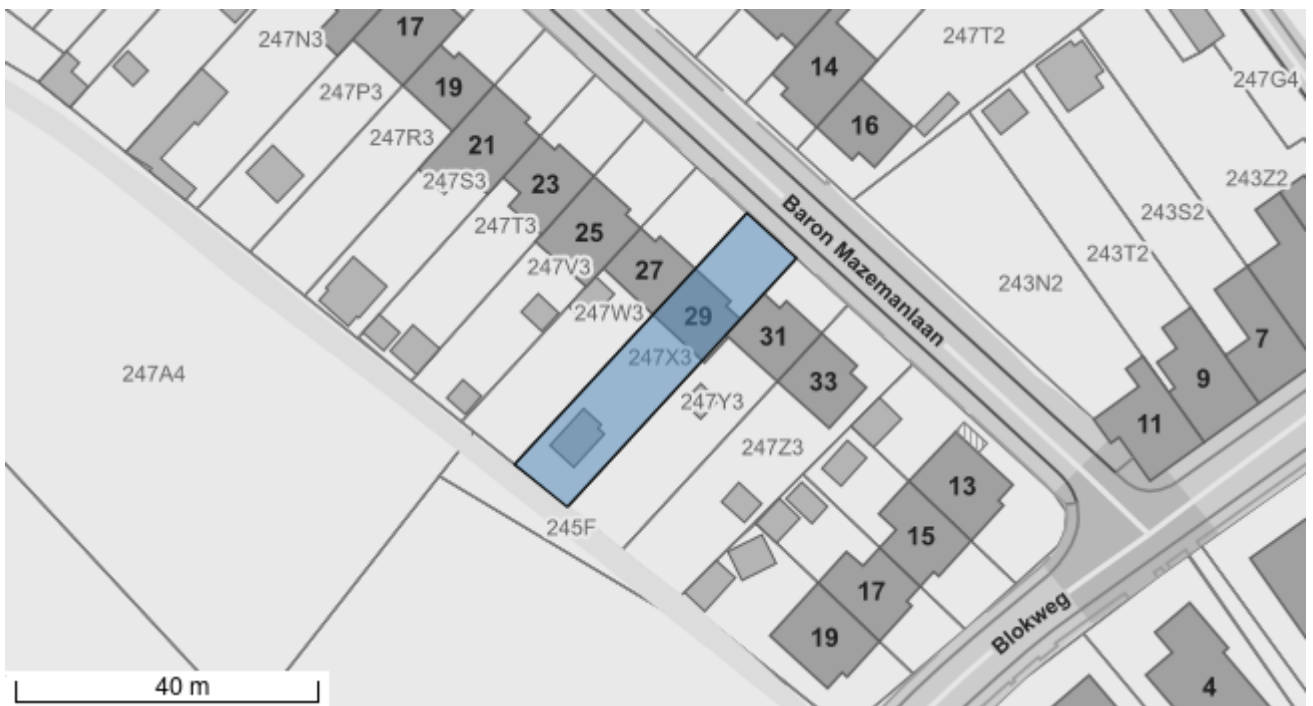 17
247N3
14
247T2
247G4
19
247P3
16
247R3
21
247S3
23
243Z2
Baron Mazemanlaan
243S2
247T3
25
243T2
247V3
27
243N2
247W3
29
31
7
247X3
247A4
33
9
247Y3
11
247Z3
13
245F
15
17
Blokweg
19
4
40 m